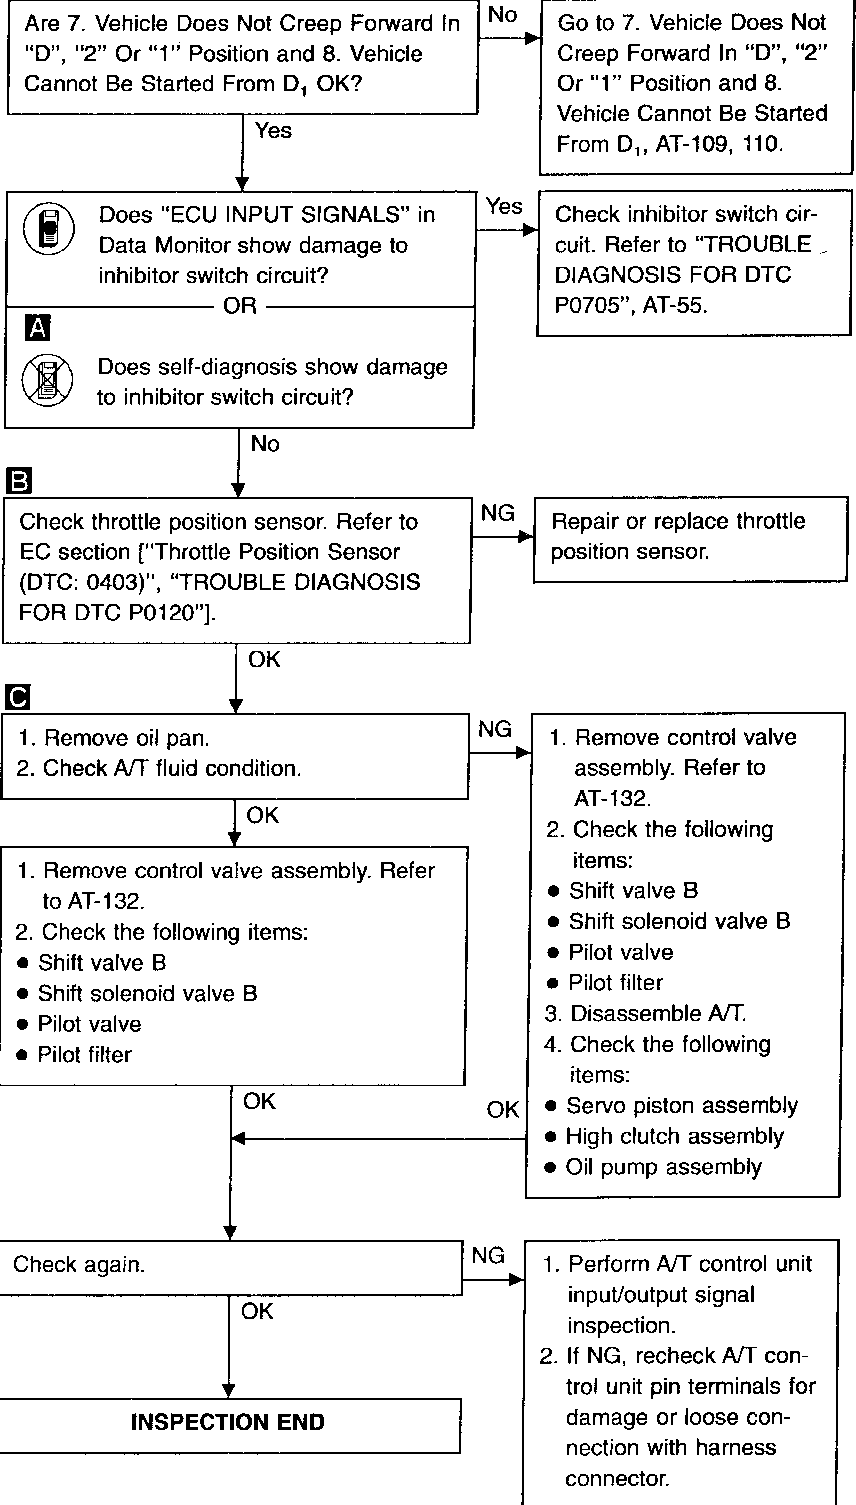 Are 7. Vehicle Does Not Creep Forward In
"D", "2" Or "1" Position and 8. Vehicle
Cannot Be Started From D1 OK?
No
Go to 7. Vehicle Does Not
Creep Forward In "D", "2"
Or "1" Position and 8.
Vehicle Cannot Be Started
From D1, AT-109, 110.
Yes
Does "ECU INPUT SIGNALS" in
Data Monitor show damage to
inhibitor switch circuit?
OR
A
Does self-diagnosis show damage
to inhibitor switch circuit?
Yes
Check inhibitor switch cir-
cuit. Refer to "TROUBLE
DIAGNOSIS FOR DTC
P0705", AT-55.
No
B
Check throttle position sensor. Refer to
EC section ["Throttle Position Sensor
(DTC: 0403)", "TROUBLE DIAGNOSIS
FOR DTC P0120"].
NG
Repair or replace throttle
position sensor.
OK
C
1. Remove oil pan.
2. Check A/T fluid condition.
NG
1. Remove control valve
assembly. Refer to
AT-132.
2. Check the following
items:
● Shift valve B
● Shift solenoid valve B
● Pilot valve
● Pilot filter
3. Disassemble A/T.
4. Check the following
items:
● Servo piston assembly
● High clutch assembly
● Oil pump assembly
OK
1. Remove control valve assembly. Refer
to AT-132.
2. Check the following items:
● Shift valve B
● Shift solenoid valve B
● Pilot valve
● Pilot filter
OK
OK
Check again.
NG
1. Perform A/T control unit
input/output signal
inspection.
2. If NG, recheck A/T con-
trol unit pin terminals for
damage or loose con-
nection with harness
connector.
OK
INSPECTION END